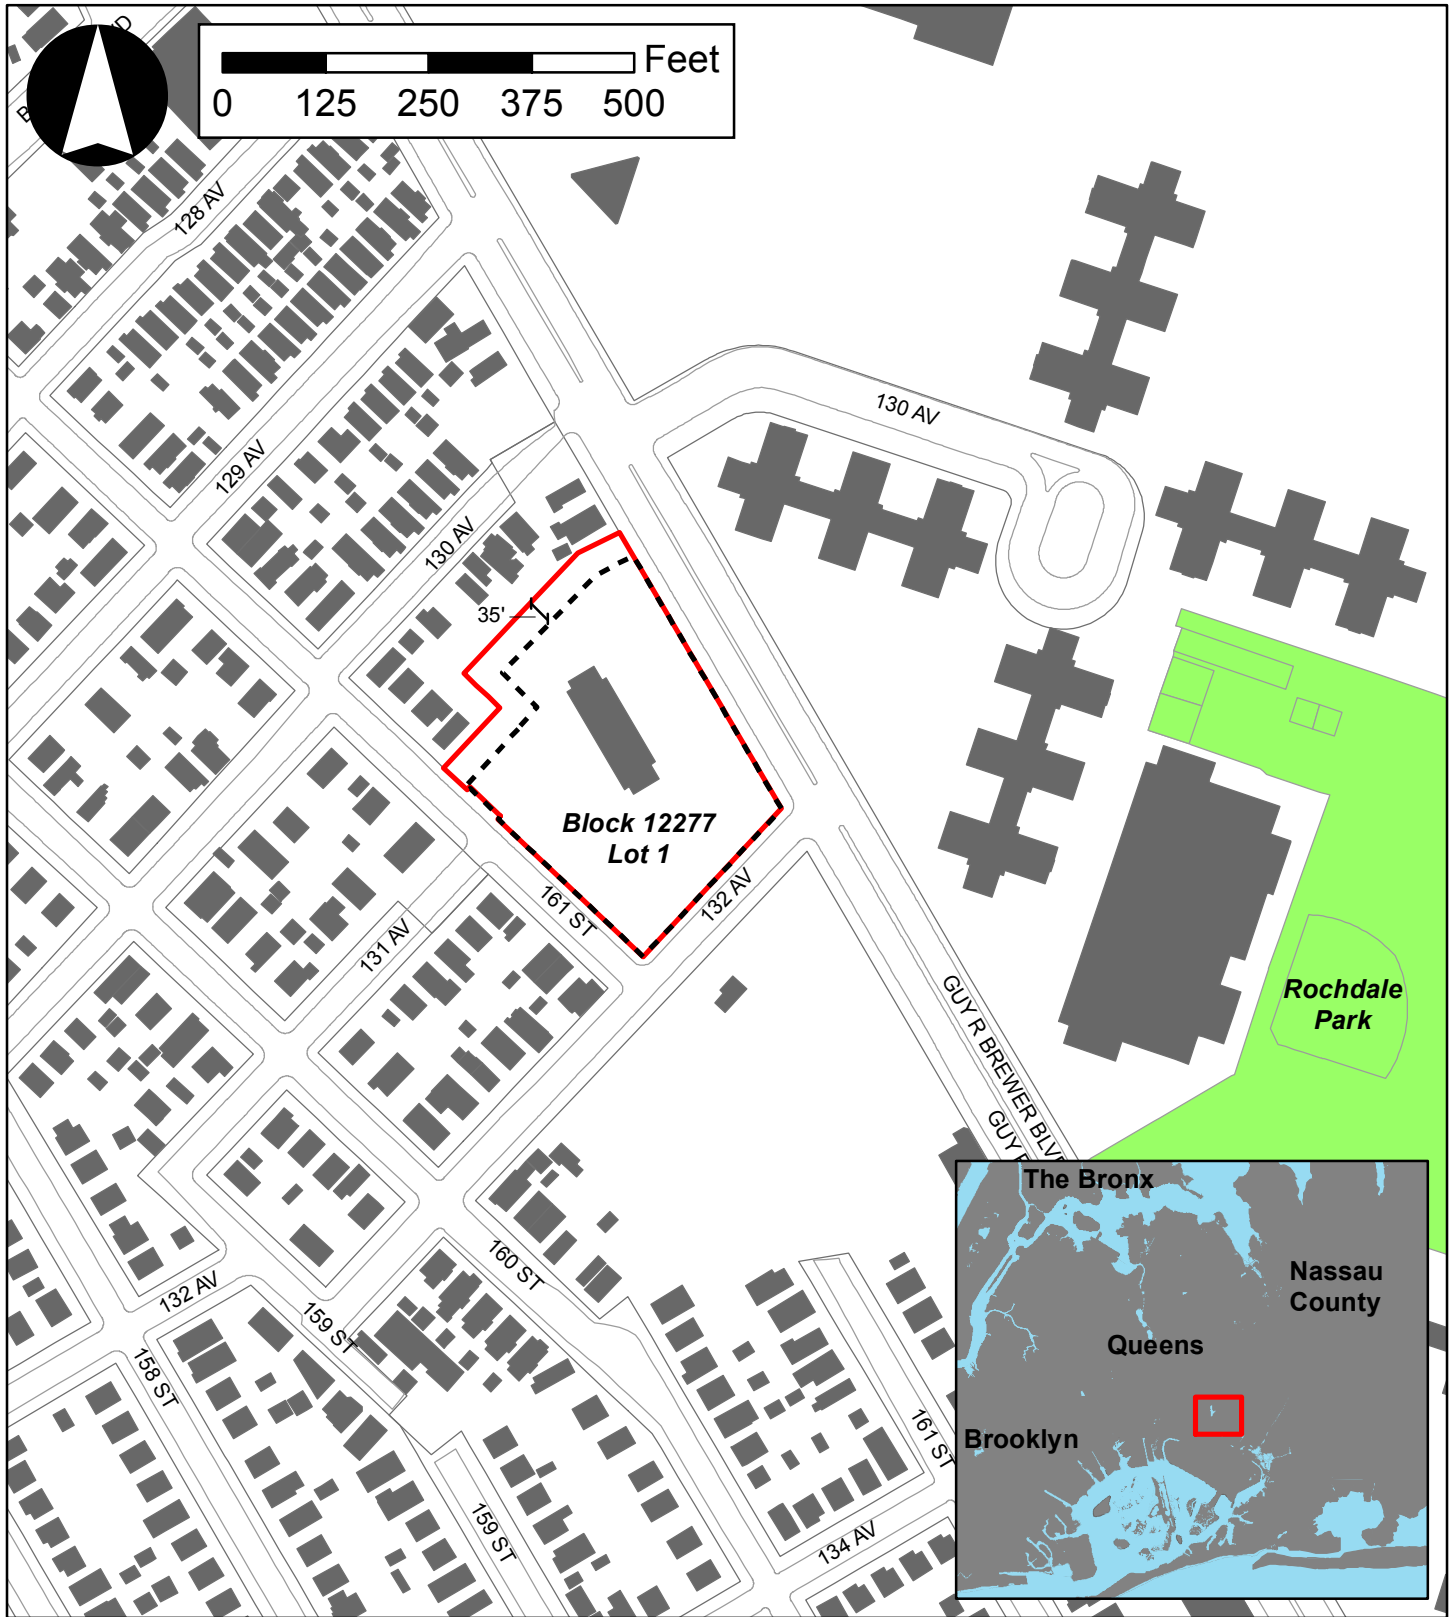 Feet
0 125 250 375 500
128 AV
129 AV
130 AV
130 AV
35'
Block 12277
Lot 1
161 ST
132 AV
131 AV
GUY R BREWER BLVD
GUY R
Rochdale
Park
160 ST
132 AV
159 ST
158 ST
159 ST
161 ST
134 AV
The Bronx
Nassau
County
Queens
Brooklyn